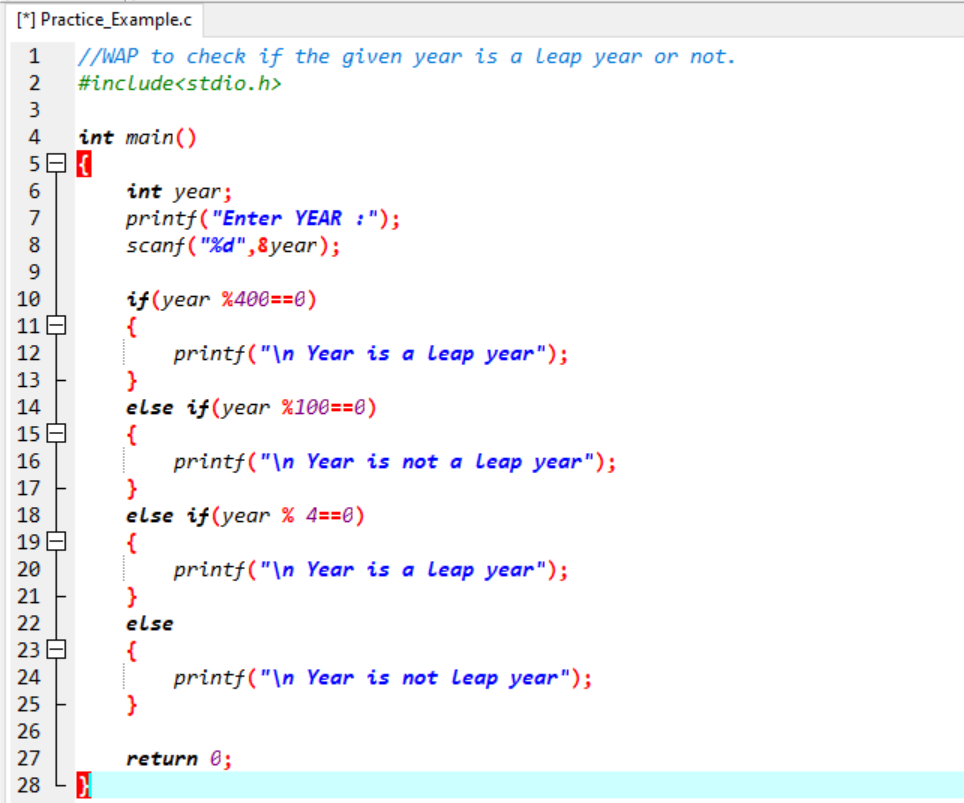 [*] Practice_Example.c
1 //WAP to check if the given year is a leap year or not.
2 #include<stdio.h>
3
4 int main()
5 {
6 int year;
7 printf("Enter YEAR :");
8 scanf("%d",&year);
9
10 if(year %400==0)
11 {
12 printf("\n Year is a leap year");
13 }
14 else if(year %100==0)
15 {
16 printf("\n Year is not a leap year");
17 }
18 else if(year % 4==0)
19 {
20 printf("\n Year is a leap year");
21 }
22 else
23 {
24 printf("\n Year is not leap year");
25 }
26
27 return 0;
28 }